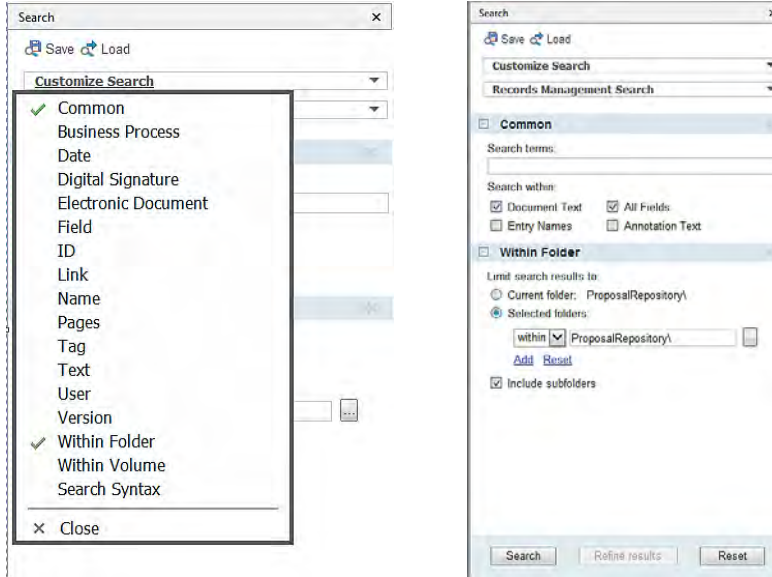 Search
Save Load
Customize Search
Common
Business Process
Date
Digital Signature
Electronic Document
Field
ID
Link
Name
Pages
Tag
Text
User
Version
Within Folder
Within Volume
Search Syntax
Close
...
Search
Save Load
Customize Search
Records Management Search
Common
Search terms:
Search within:
Document Text All Fields
Entry Names Annotation Text
Within Folder
Limit search results to:
Current folder: ProposalRepository\
Selected folders:
within ProposalRepository\
Add Reset
Include subfolders
Search Refine results Reset